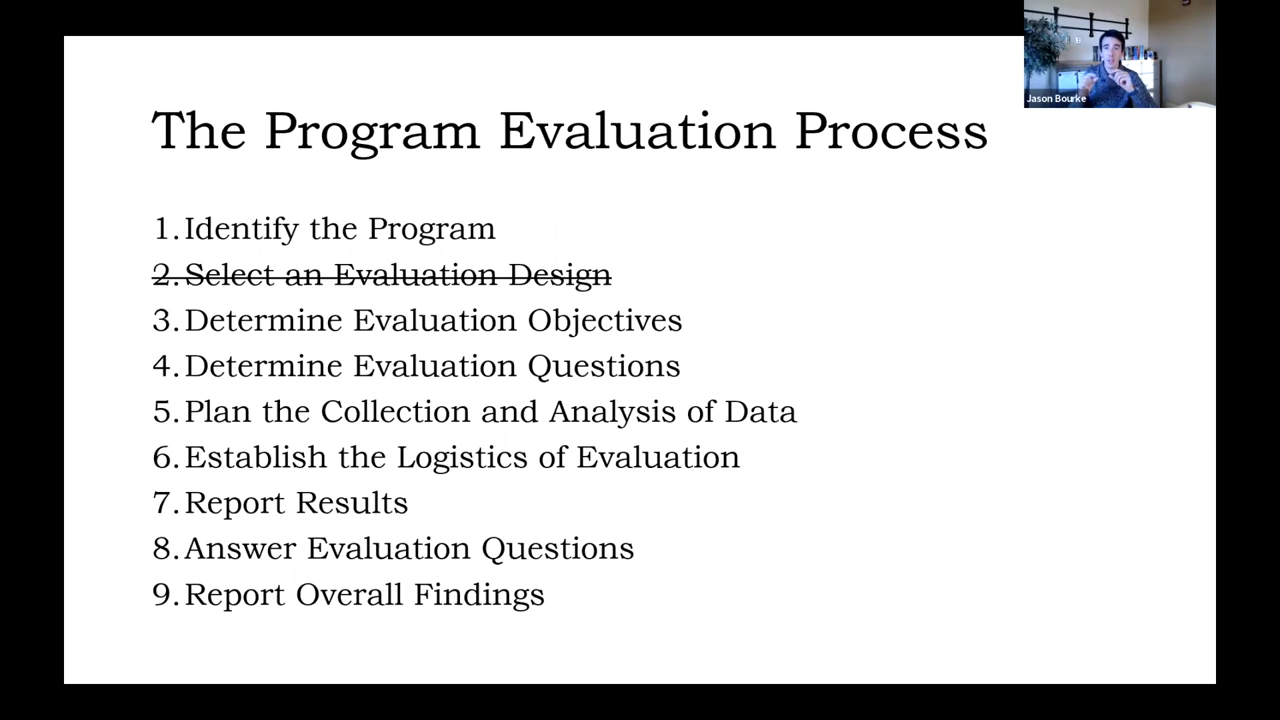 The Program Evaluation Process
1. Identify the Program
2. Select an Evaluation Design
3. Determine Evaluation Objectives
4. Determine Evaluation Questions
5. Plan the Collection and Analysis of Data
6. Establish the Logistics of Evaluation
7. Report Results
8. Answer Evaluation Questions
9. Report Overall Findings
Jason Bourke